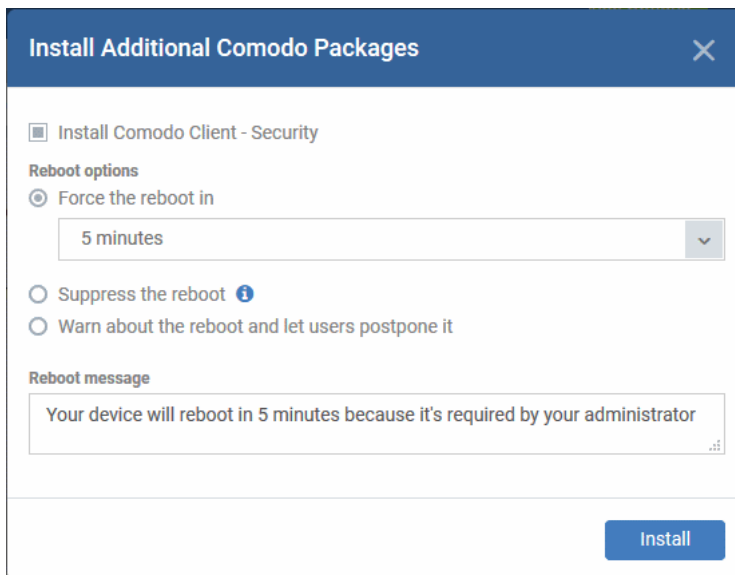 Install Additional Comodo Packages
Install Comodo Client - Security
Reboot options
Force the reboot in
5 minutes
Suppress the reboot
Warn about the reboot and let users postpone it
Reboot message
Your device will reboot in 5 minutes because it's required by your administrator
Install